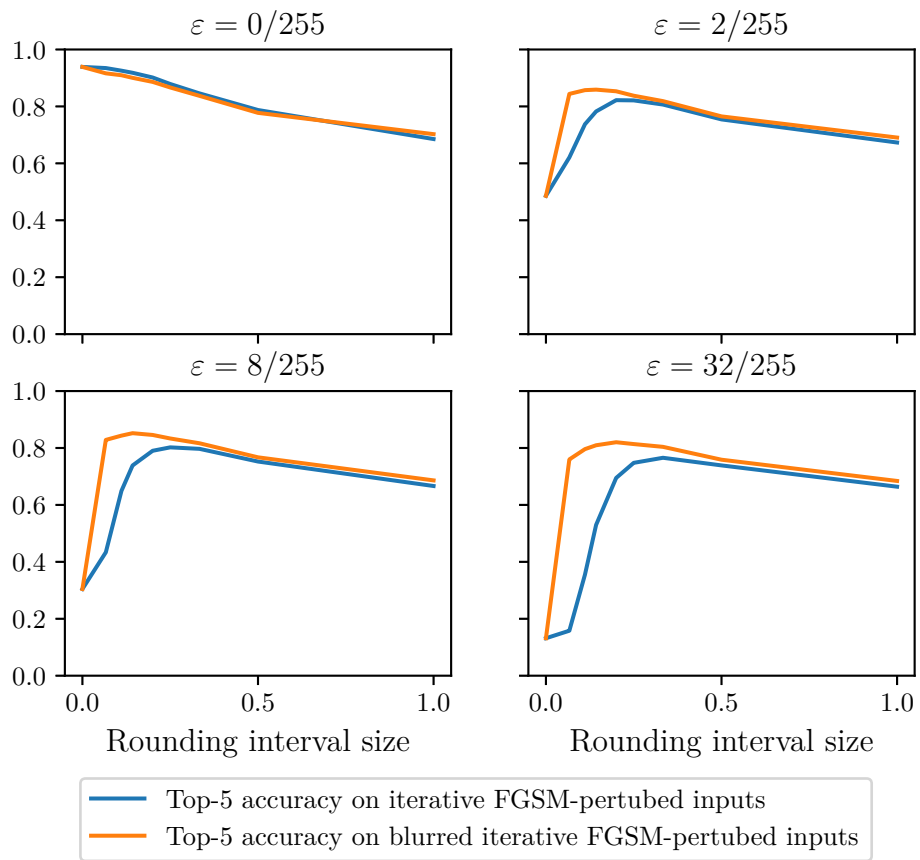 ε = 0/255
ε = 2/255
1.0
0.8
0.6
0.4
0.2
0.0
ε = 8/255
ε = 32/255
1.0
0.8
0.6
0.4
0.2
0.0
0.0 0.5 1.0
0.0 0.5 1.0
Rounding interval size
Rounding interval size
Top-5 accuracy on iterative FGSM-pertubed inputs
Top-5 accuracy on blurred iterative FGSM-pertubed inputs